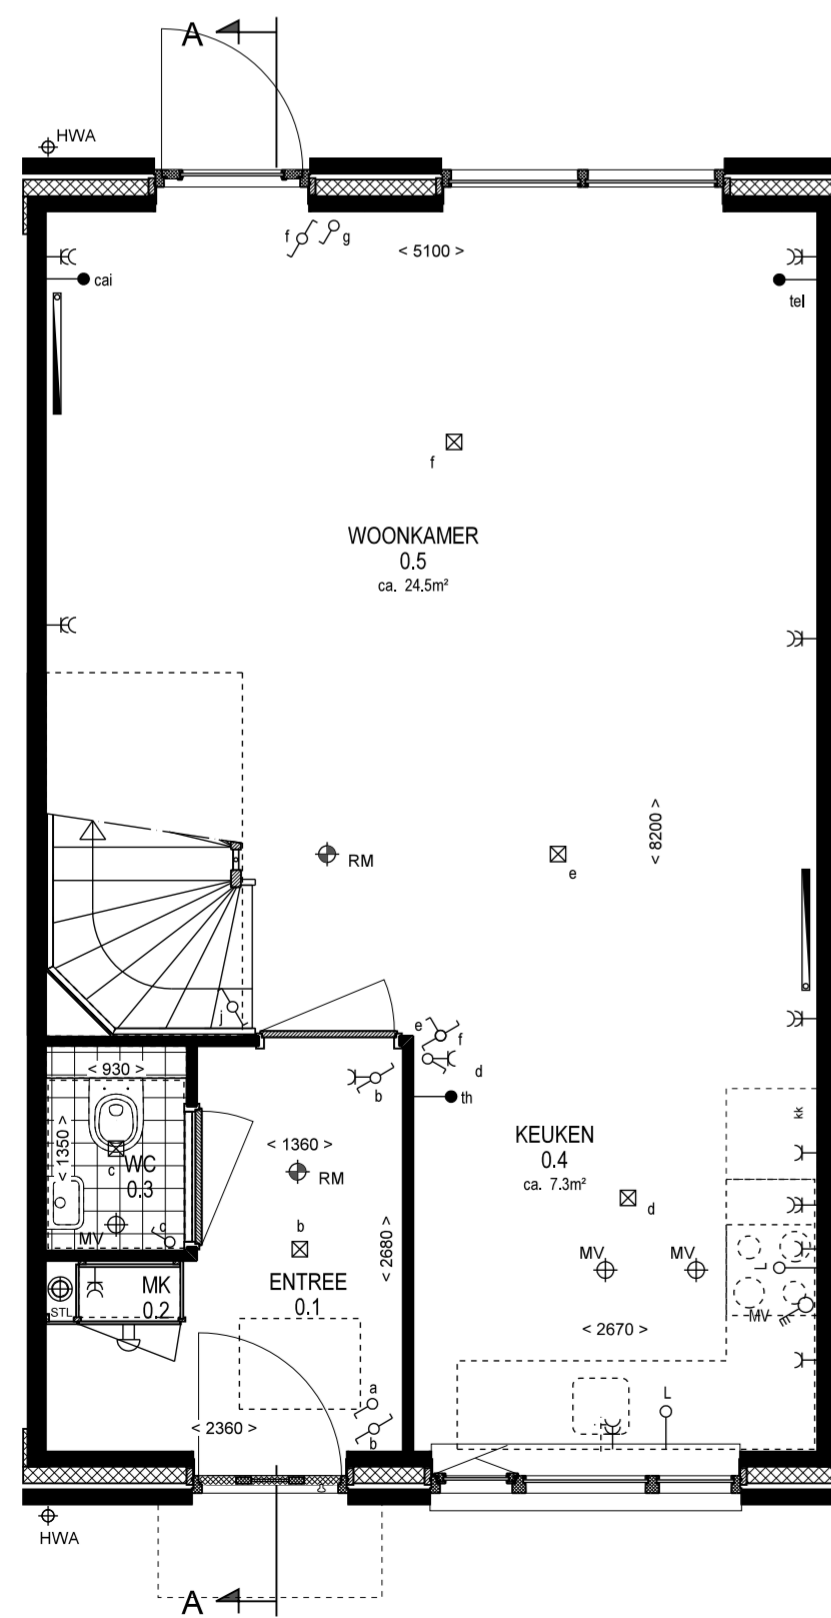 A
HWA
f
g
< 5100 >
cai
tel
f
WOONKAMER
0.5
ca. 24.5m²
< 8200 >
RM
e
j
e
f
d
< 930 >
b
th
kk
< 1350 >
< 1360 >
KEUKEN
0.4
ca. 7.3m²
WC
0.3
c
RM
d
c
MV
b
< 2680 >
MV
MV
L
MK
0.2
STL
ENTREE
0.1
MV
m
< 2670 >
a
L
< 2360 >
b
HWA
A